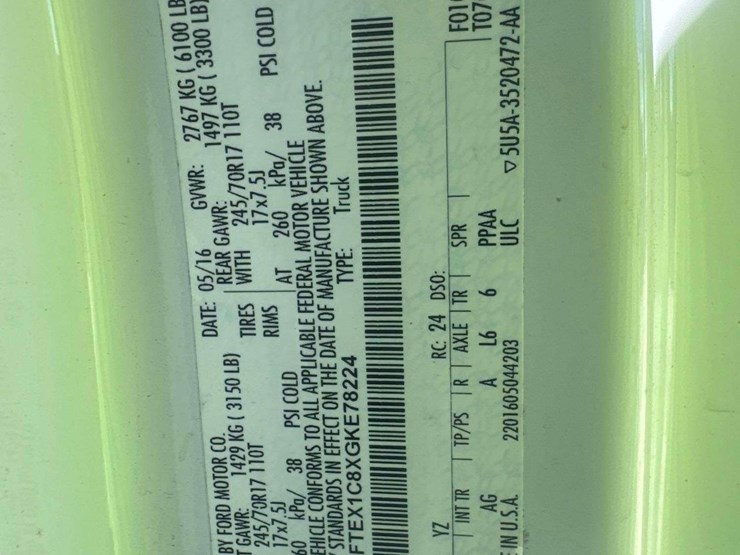 BY FORD MOTOR CO. DATE: 05/16 GVWR: 2767 KG ( 6100 LB
T GAWR: 1429 KG ( 3150 LB) REAR GAWR: 1497 KG ( 3300 LB)
245/70R17 110T TIRES WITH 245/70R17 110T
17x7.5J RIMS 17x7.5J
60 kPa/ 38 PSI COLD AT 260 kPa/ 38 PSI COLD
EHICLE CONFORMS TO ALL APPLICABLE FEDERAL MOTOR VEHICLE
STANDARDS IN EFFECT ON THE DATE OF MANUFACTURE SHOWN ABOVE.
FTEX1C8XGKE78224 TYPE: Truck
F01
YZ RC: 24 DSO: T07
INT TR TP/PS R AXLE TR SPR
AG A L6 6 PPAA
E IN U.S.A. 2201605044203 ULC ▽ 5U5A-3520472-AA